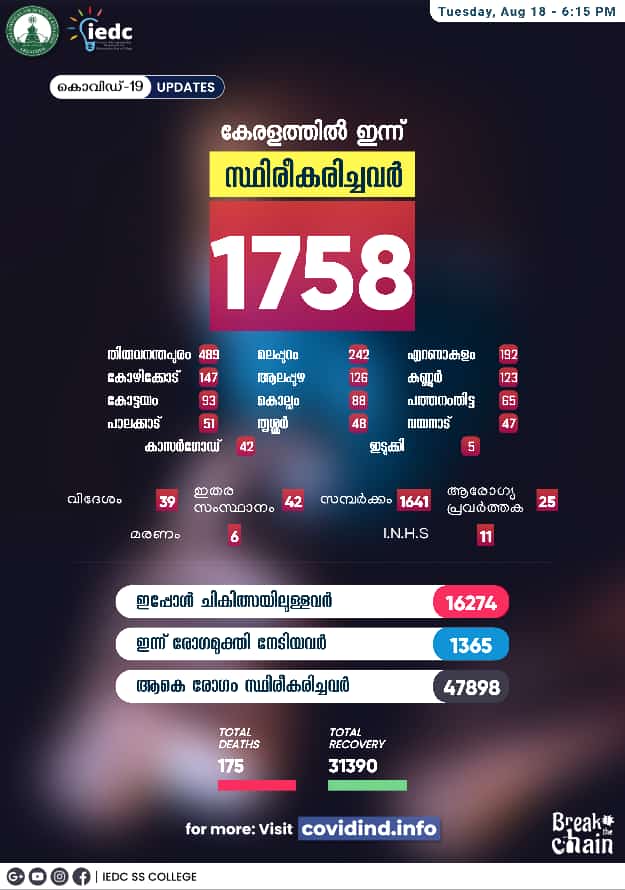 Tuesday, Aug 18 - 6:15 PM
iedc
കൊവിഡ്-19 UPDATES
കേരളത്തിൽ ഇന്ന്
സ്ഥിരീകരിച്ചവർ
1758
തിരുവനന്തപുരം 489 മലപ്പുറം 242 എറണാകുളം 192
കോഴിക്കോട് 147 ആലപ്പുഴ 126 കണ്ണൂർ 123
കോട്ടയം 93 കൊല്ലം 88 പത്തനംതിട്ട 65
പാലക്കാട് 51 തൃശ്ശൂർ 48 വയനാട് 47
കാസർഗോഡ് 42 ഇടുക്കി 5
വിദേശം 39 ഇതര സംസ്ഥാനം 42 സമ്പർക്കം 1641 ആരോഗ്യ പ്രവർത്തക 25
മരണം 6 I.N.H.S 11
ഇപ്പോൾ ചികിത്സയിലുള്ളവർ 16274
ഇന്ന് രോഗമുക്തി നേടിയവർ 1365
ആകെ രോഗം സ്ഥിരീകരിച്ചവർ 47898
TOTAL DEATHS
175
TOTAL RECOVERY
31390
for more: Visit covidind.info
Break the chain
IEDC SS COLLEGE